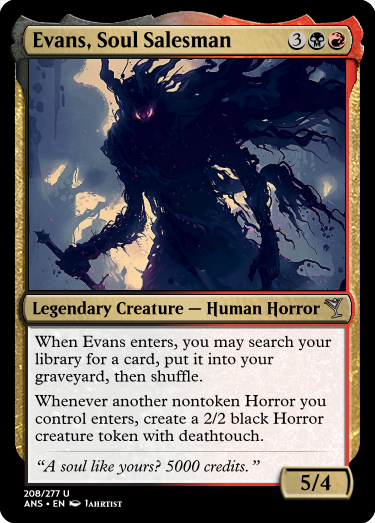 Evans, Soul Salesman 3
Legendary Creature — Human Horror
When Evans enters, you may search your
library for a card, put it into your
graveyard, then shuffle.
Whenever another nontoken Horror you
control enters, create a 2/2 black Horror
creature token with deathtouch.
“A soul like yours? 5000 credits.”
5/4
208/277 U
ANS • EN Jahrtist